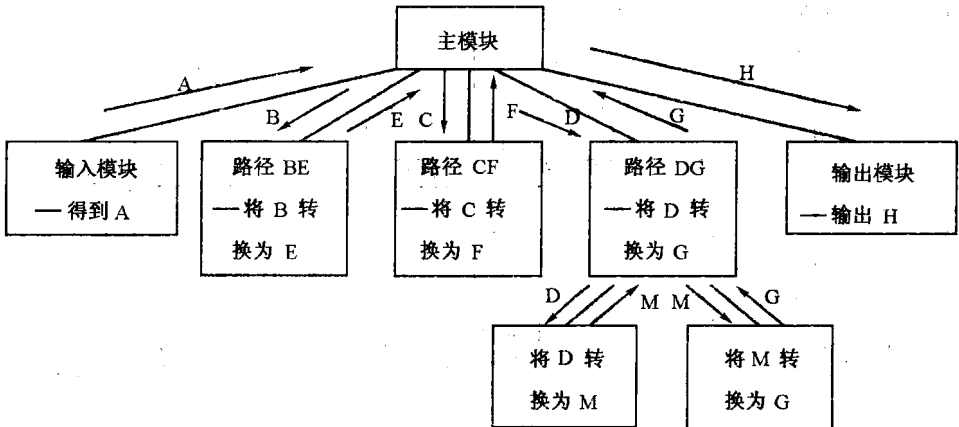 主模块
A
H
B
E
C
F
D
G
输入模块
— 得到 A
路径 BE
— 将 B 转
换为 E
路径 CF
— 将 C 转
换为 F
路径 DG
— 将 D 转
换为 G
输出模块
— 输出 H
D
M
M
G
将 D 转
换为 M
将 M 转
换为 G